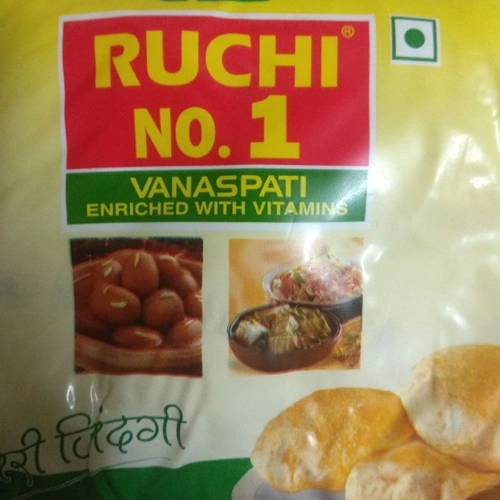 RUCHI®
NO. 1
VANASPATI
ENRICHED WITH VITAMINS
ज़िंदगी